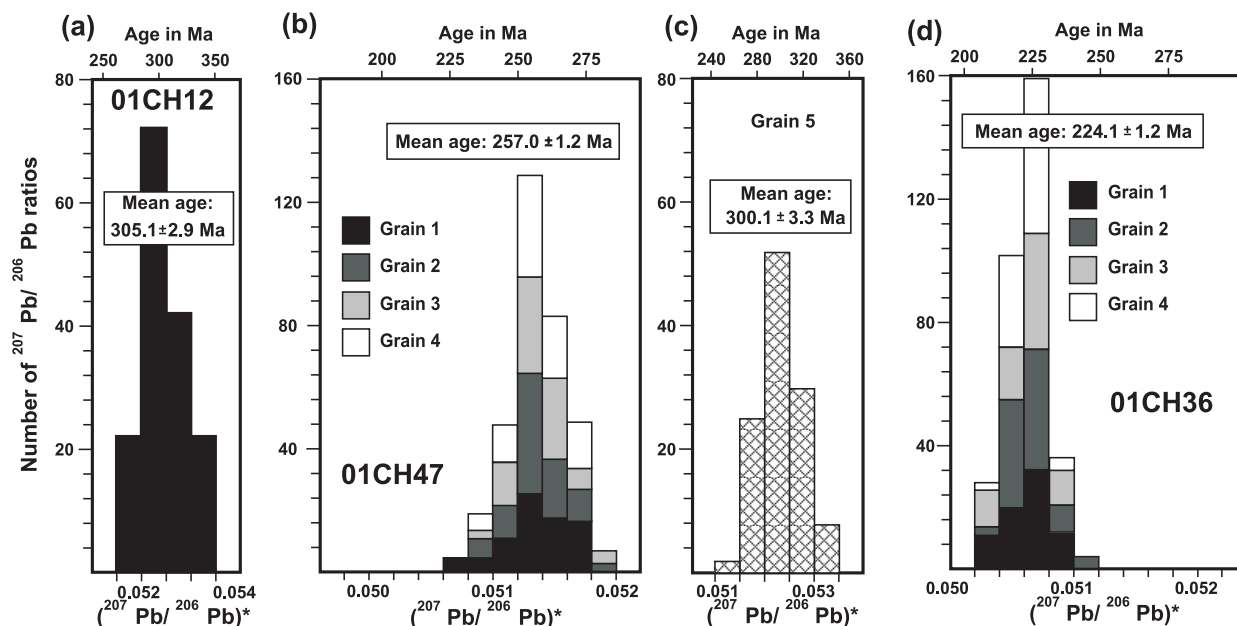 (a)
Age in Ma
250 300 350
80
60
40
20
01CH12
Mean age:
305.1±2.9 Ma
Number of 207 Pb/ 206 Pb ratios
0.052 0.054
(207 Pb/ 206 Pb)*
(b)
Age in Ma
200 225 250 275
160
120
80
40
Mean age: 257.0 ±1.2 Ma
Grain 1
Grain 2
Grain 3
Grain 4
01CH47
0.050 0.051 0.052
(207 Pb/ 206 Pb)*
(c)
Age in Ma
240 280 320 360
80
60
40
20
Grain 5
Mean age:
300.1 ± 3.3 Ma
0.051 0.053
(207 Pb/ 206 Pb)*
(d)
Age in Ma
200 225 250 275
160
120
80
40
Mean age: 224.1 ± 1.2 Ma
Grain 1
Grain 2
Grain 3
Grain 4
01CH36
0.050 0.051 0.052
(207 Pb/ 206 Pb)*